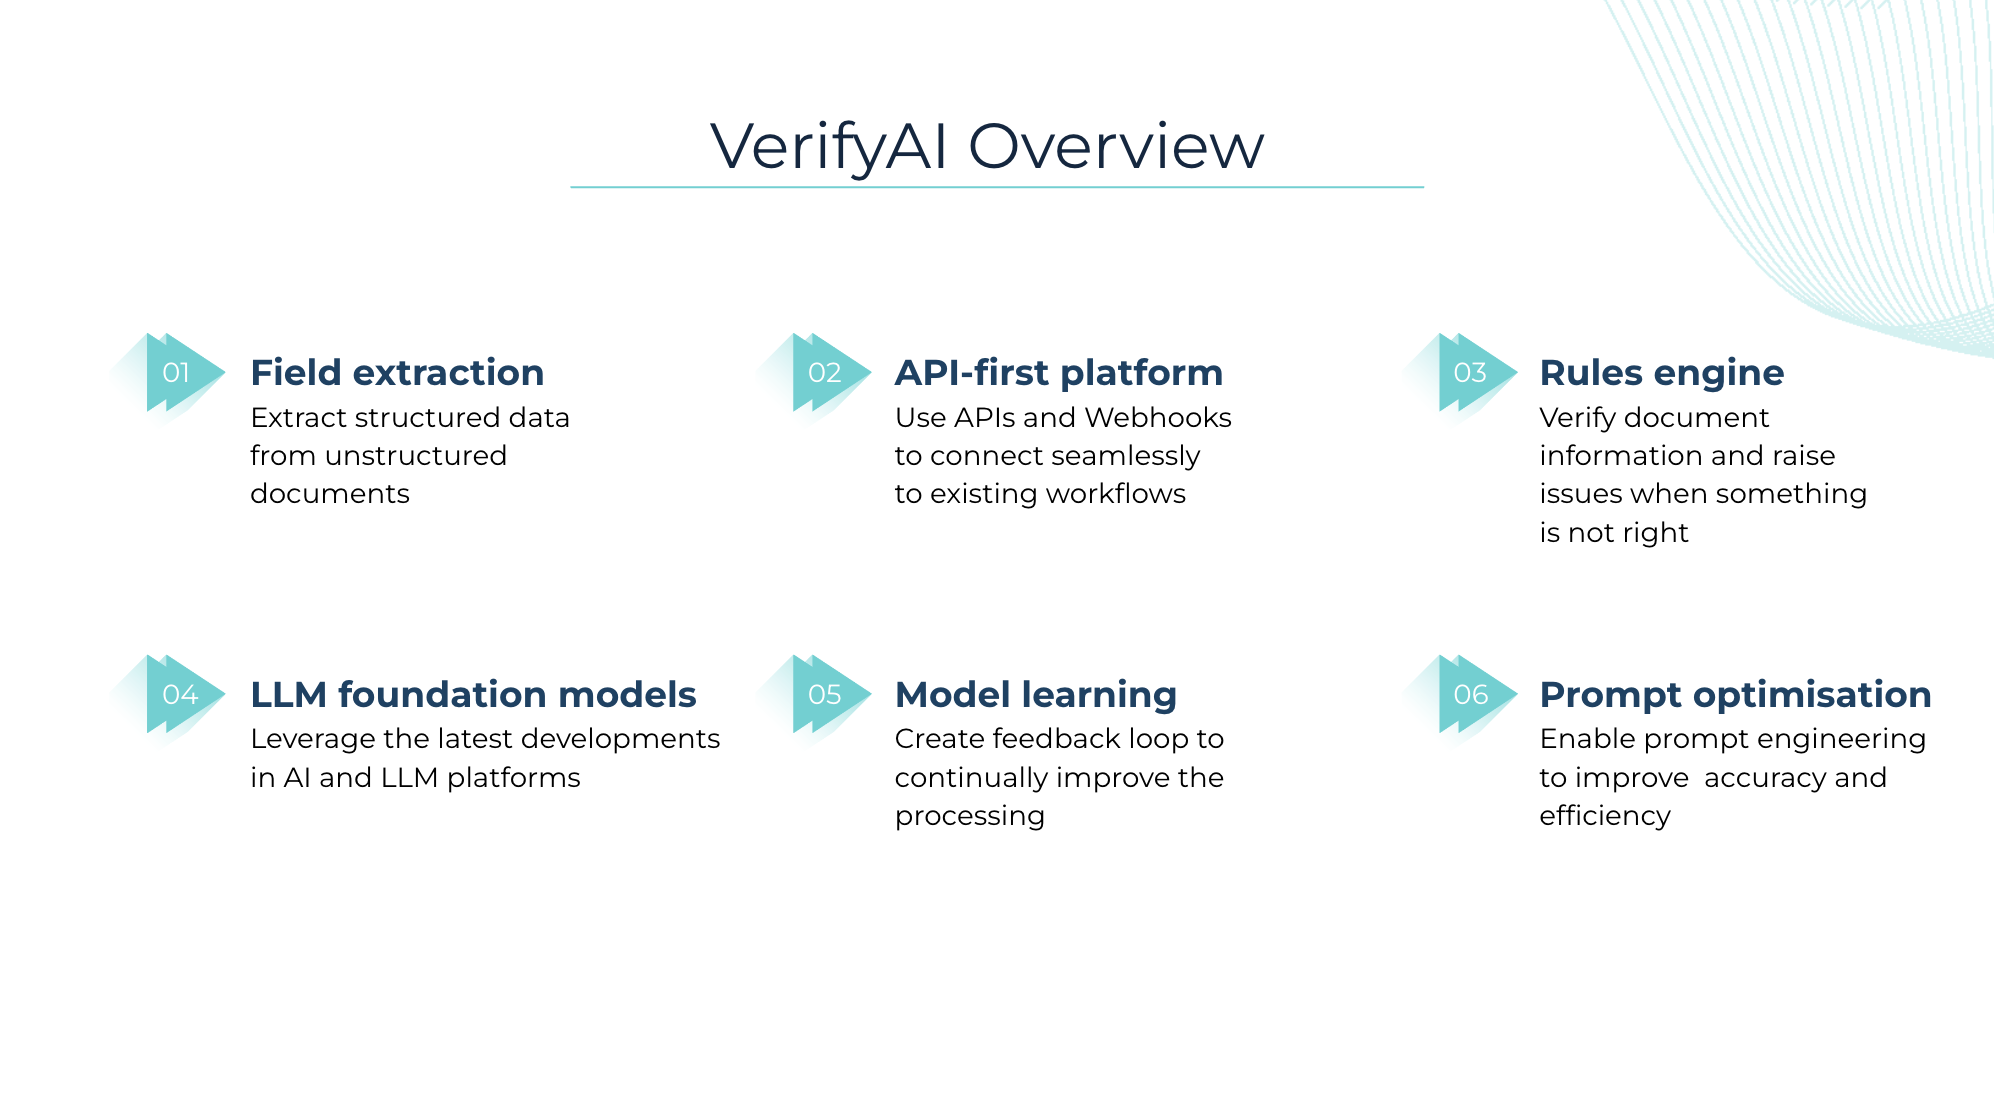 VerifyAI Overview
01
Field extraction
Extract structured data
from unstructured
documents
02
API-first platform
Use APIs and Webhooks
to connect seamlessly
to existing workflows
03
Rules engine
Verify document
information and raise
issues when something
is not right
04
LLM foundation models
Leverage the latest developments
in AI and LLM platforms
05
Model learning
Create feedback loop to
continually improve the
processing
06
Prompt optimisation
Enable prompt engineering
to improve  accuracy and
efficiency